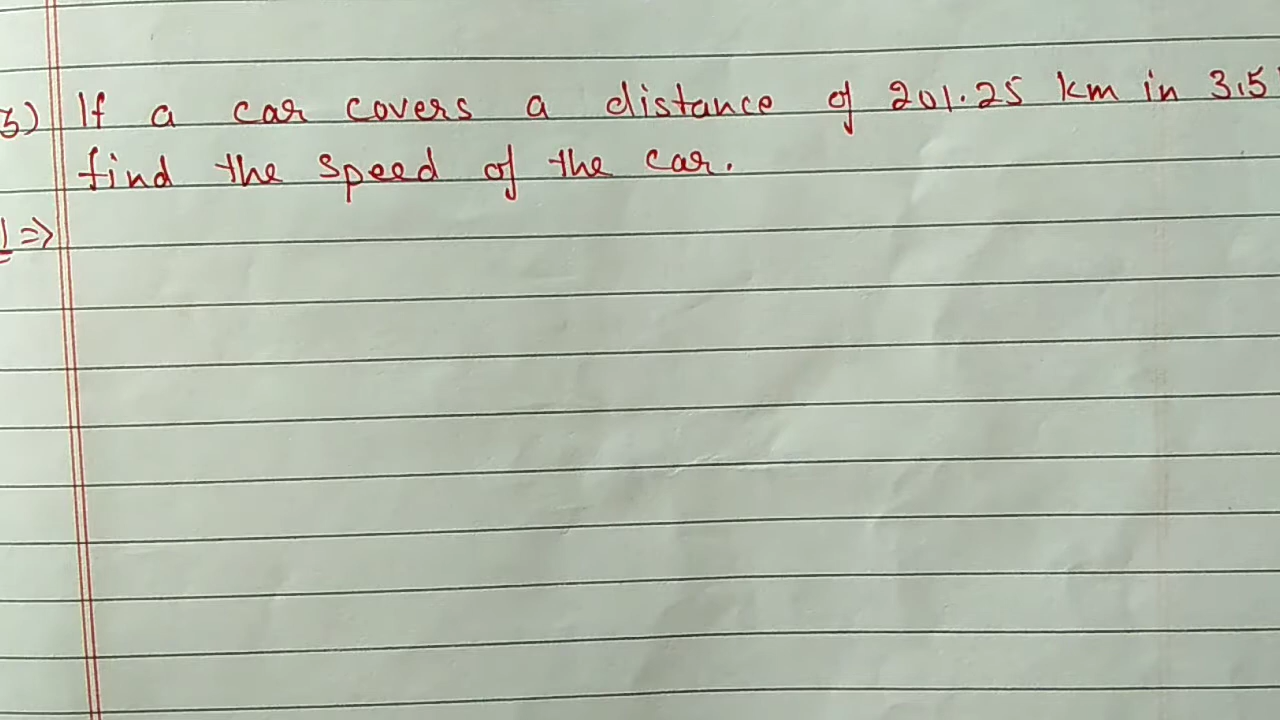 3) If a car covers a distance of 201.25 km in 3.5
find the speed of the car.
=>